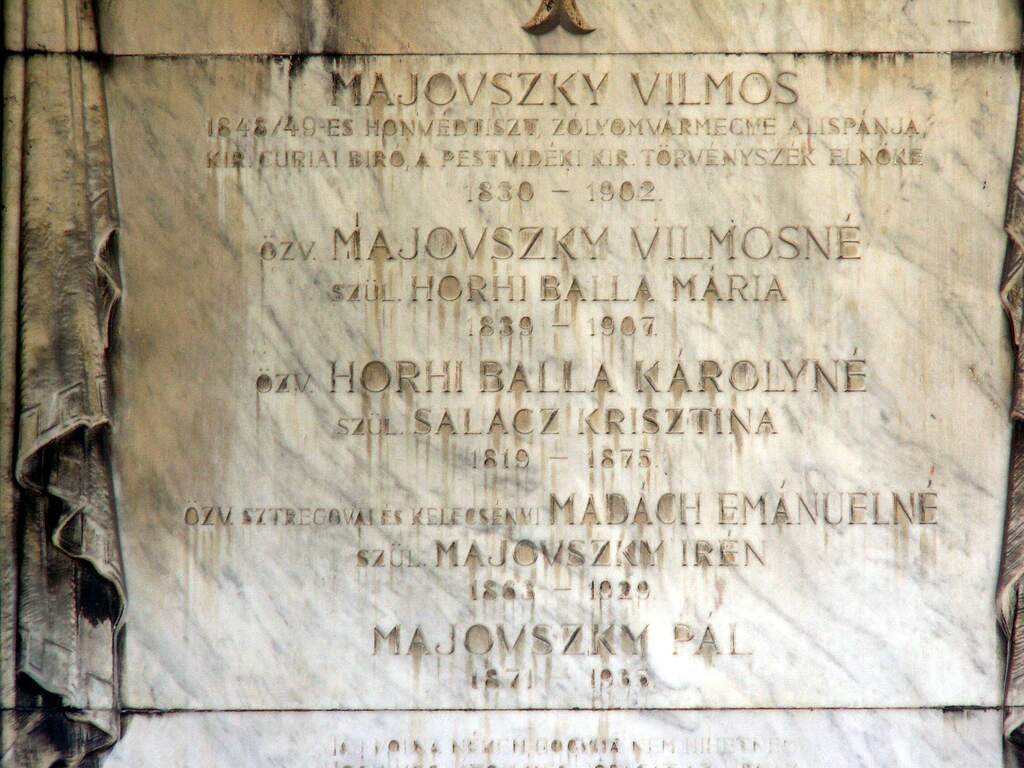 MAJOVSZKY VILMOS
1848/49-ES HONVÉDTISZT, ZÓLYOMVÁRMEGYE ALISPÁNJA,
KIR. CURIAI BIRÓ, A PESTVIDÉKI KIR. TÖRVÉNYSZÉK ELNÖKE
1830 - 1902.
ÖZV. MAJOVSZKY VILMOSNÉ
SZÜL. HORHI BALLA MÁRIA
1839 - 1907.
ÖZV. HORHI BALLA KÁROLYNÉ
SZÜL. SALACZ KRISZTINA
1819 - 1875.
ÖZV. SZTREGOVAI ÉS KELECSÉNYI MADÁCH EMÁNUELNÉ
SZÜL. MAJOVSZKY IRÉN
1863 - 1929.
MAJOVSZKY PÁL
1871 -
NEM